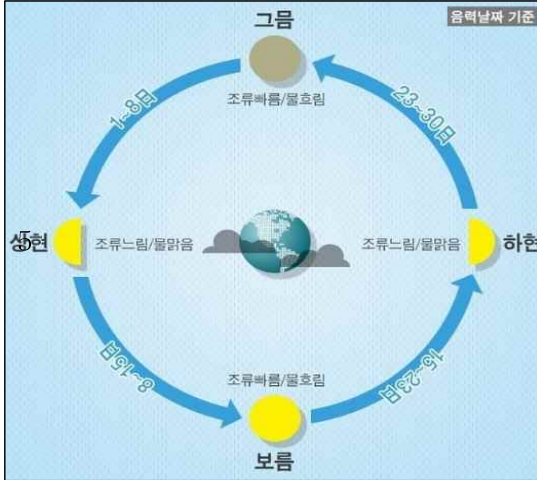 그믐
음력날짜 기준
조류빠름/물흐림
1~8日
23~30日
현
조류느림/물맑음
조류느림/물맑음
하현
8~15日
15~23日
조류빠름/물흐림
보름